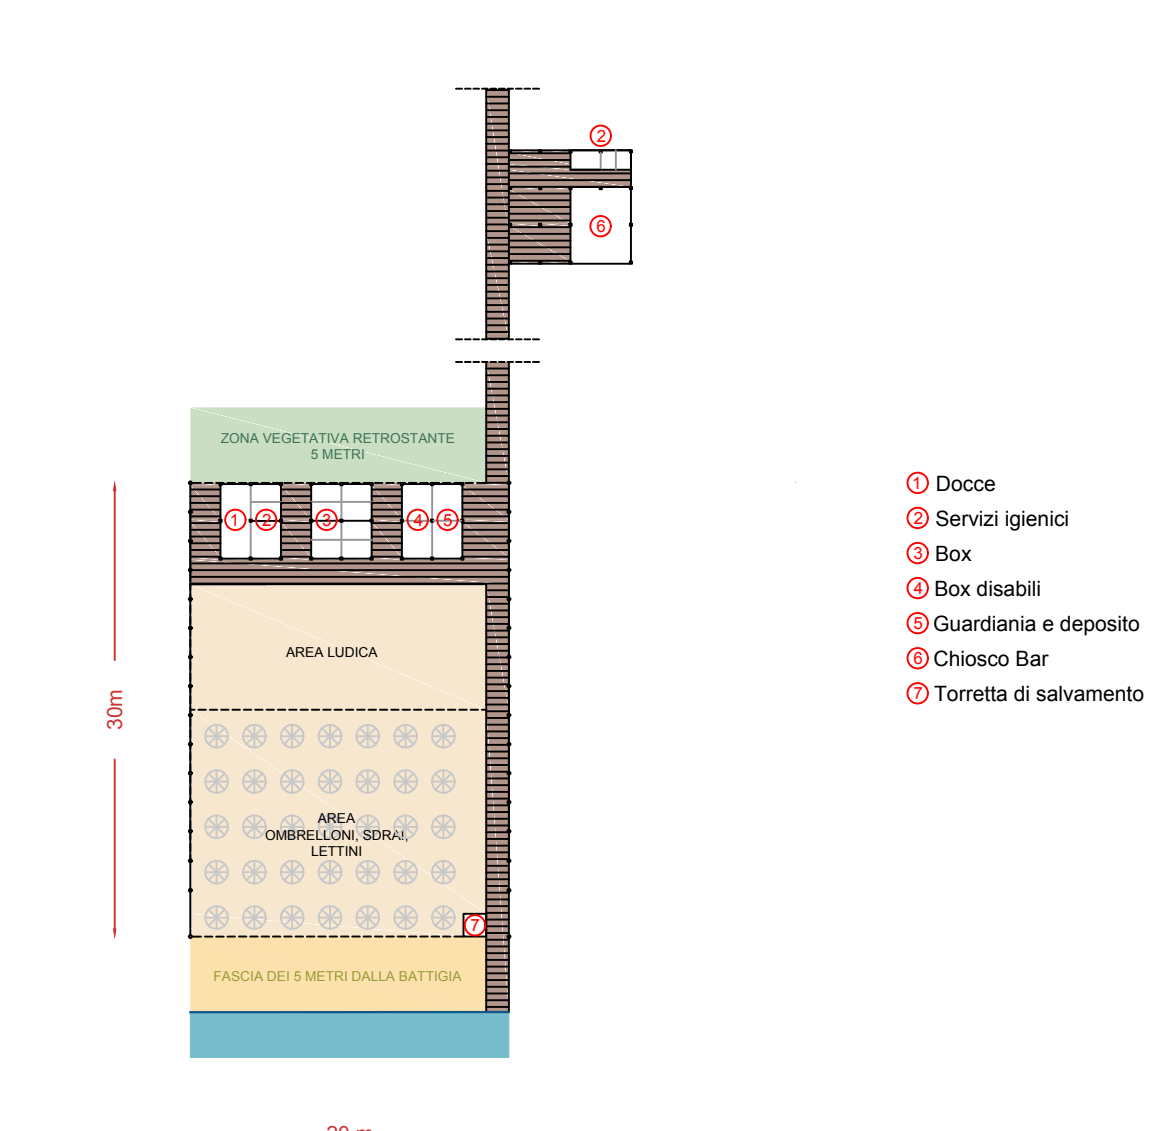 2
6
ZONA VEGETATIVA RETROSTANTE
5 METRI
1 2 3 4 5
1 Docce
2 Servizi igienici
3 Box
4 Box disabili
5 Guardiania e deposito
6 Chiosco Bar
7 Torretta di salvamento
AREA LUDICA
30m
AREA
OMBRELLONI, SDRAI,
LETTINI
7
FASCIA DEI 5 METRI DALLA BATTIGIA